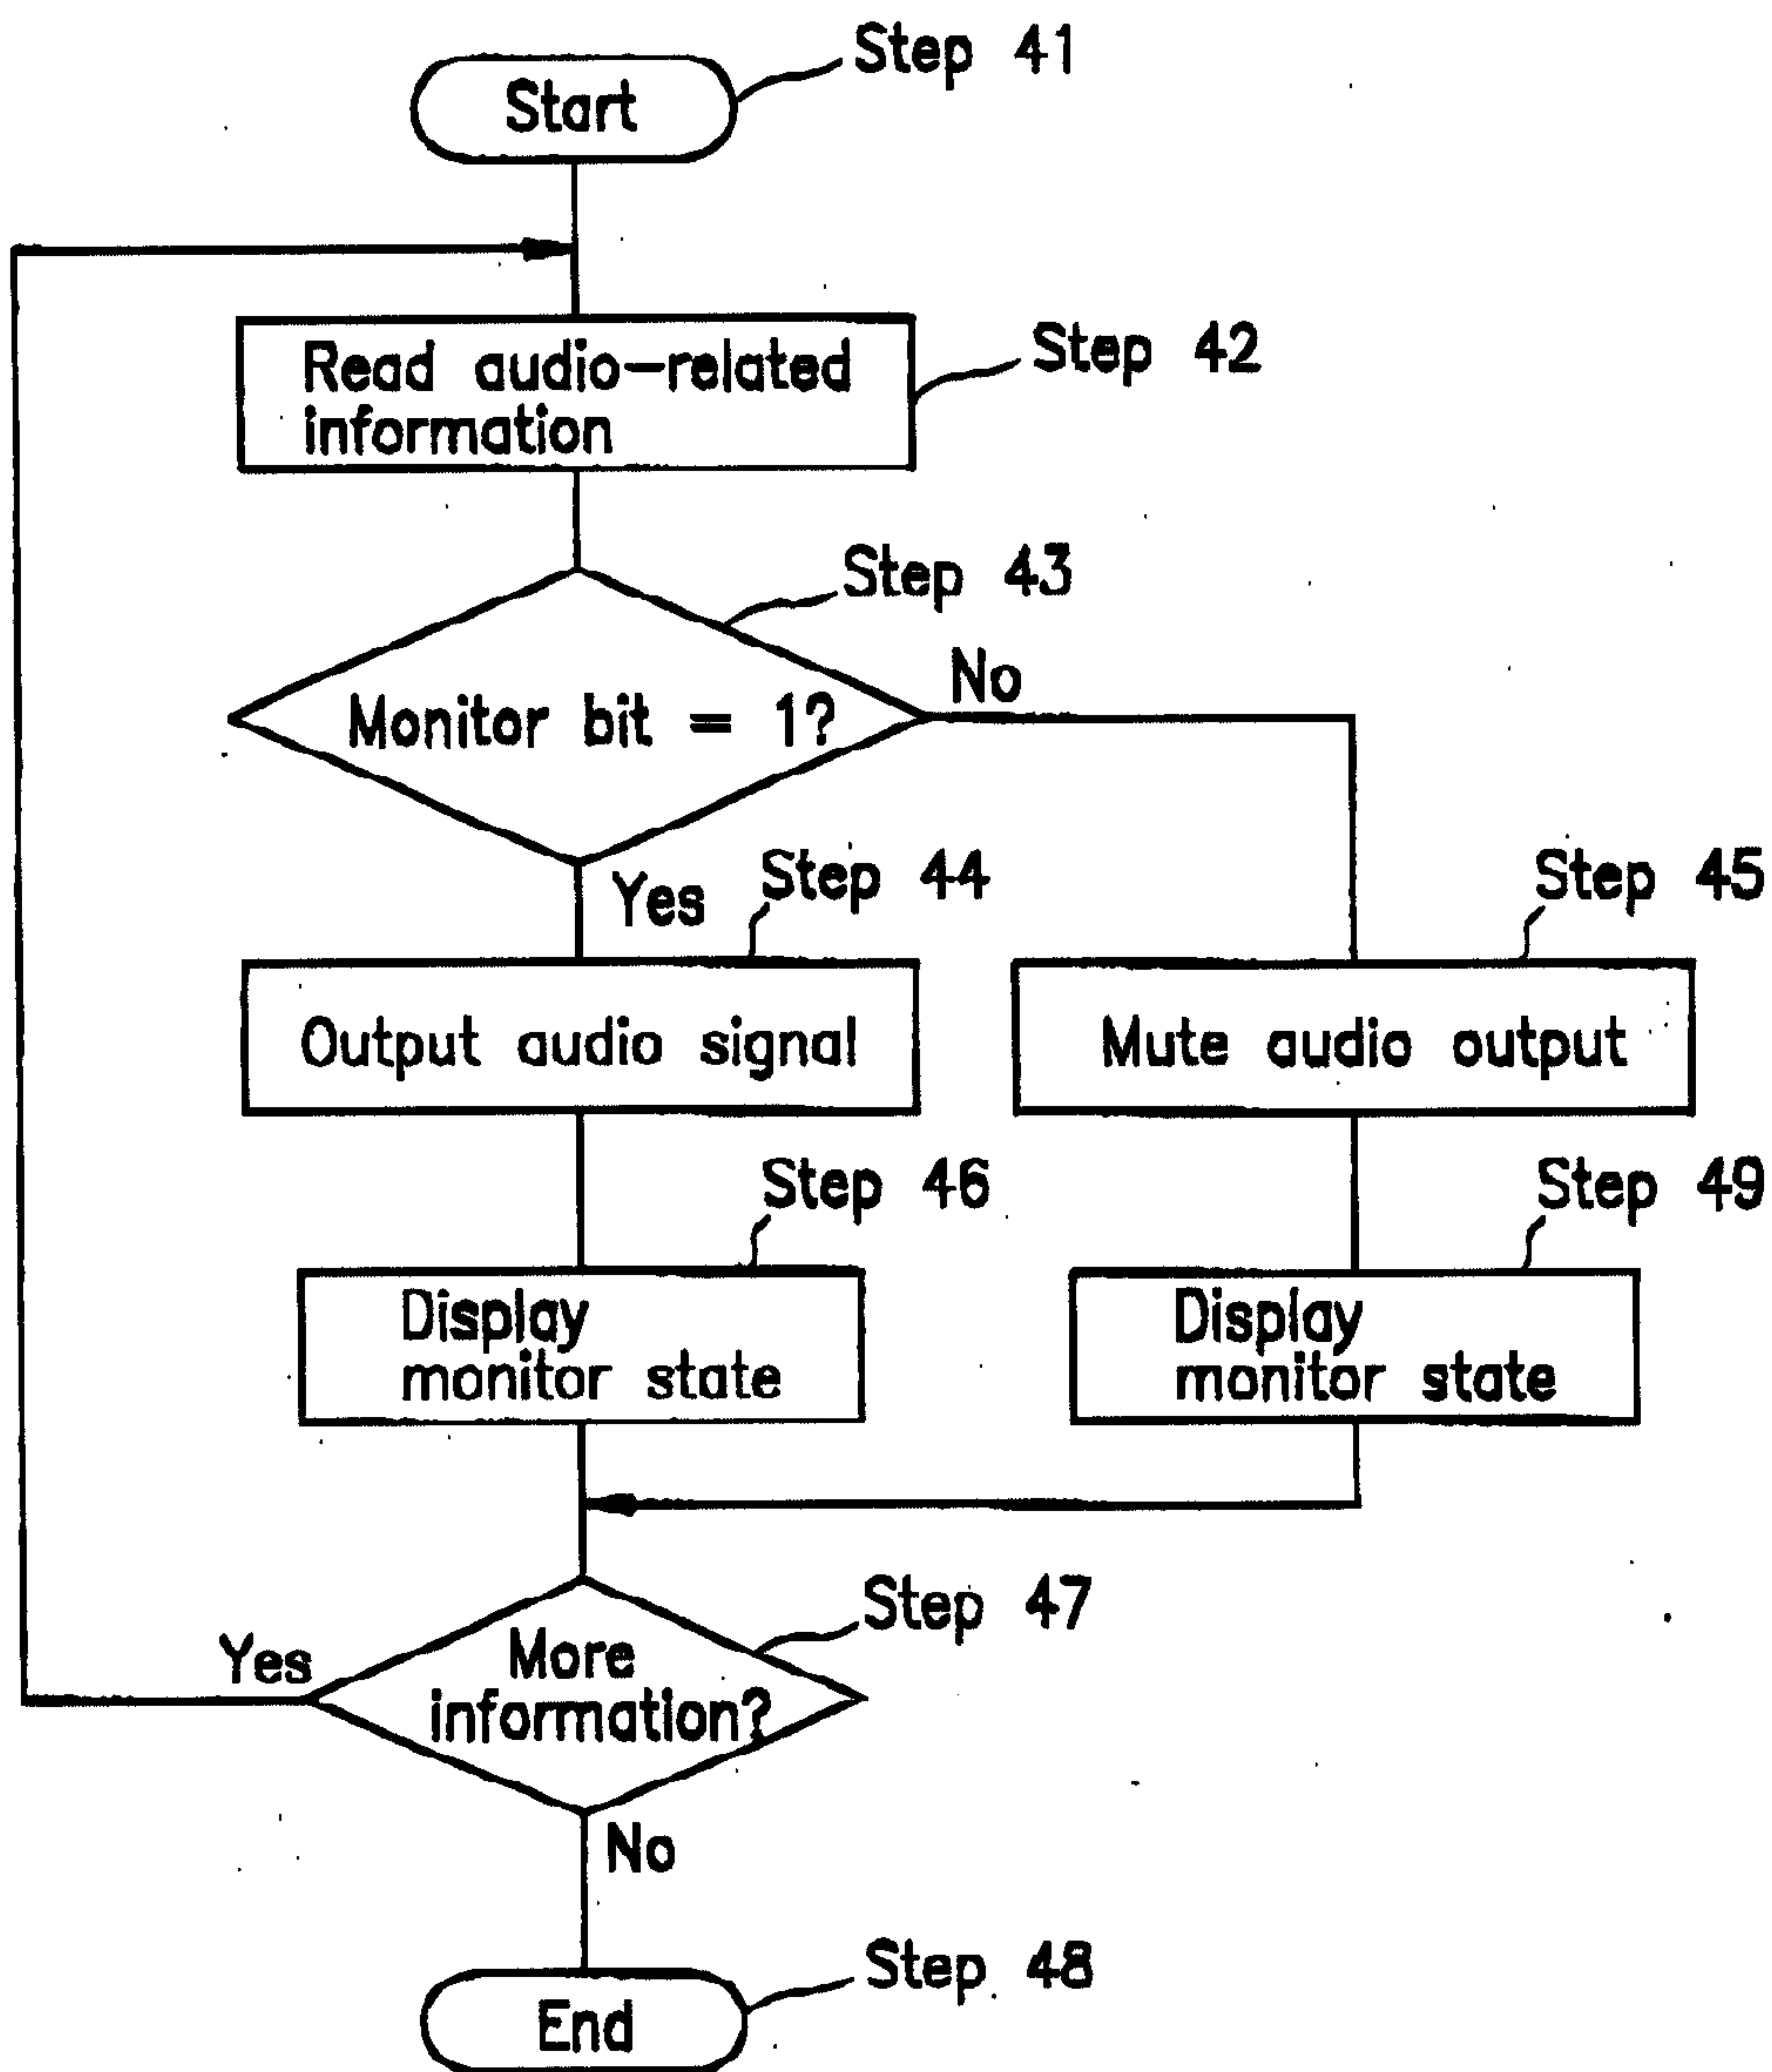 Start
Step 41
Read audio-related
information
Step 42
Step 43
Monitor bit = 1?
No
Yes
Step 44
Step 45
Output audio signal
Mute audio output
Step 46
Step 49
Display
monitor state
Display
monitor state
Step 47
More
information?
Yes
No
Step 48
End